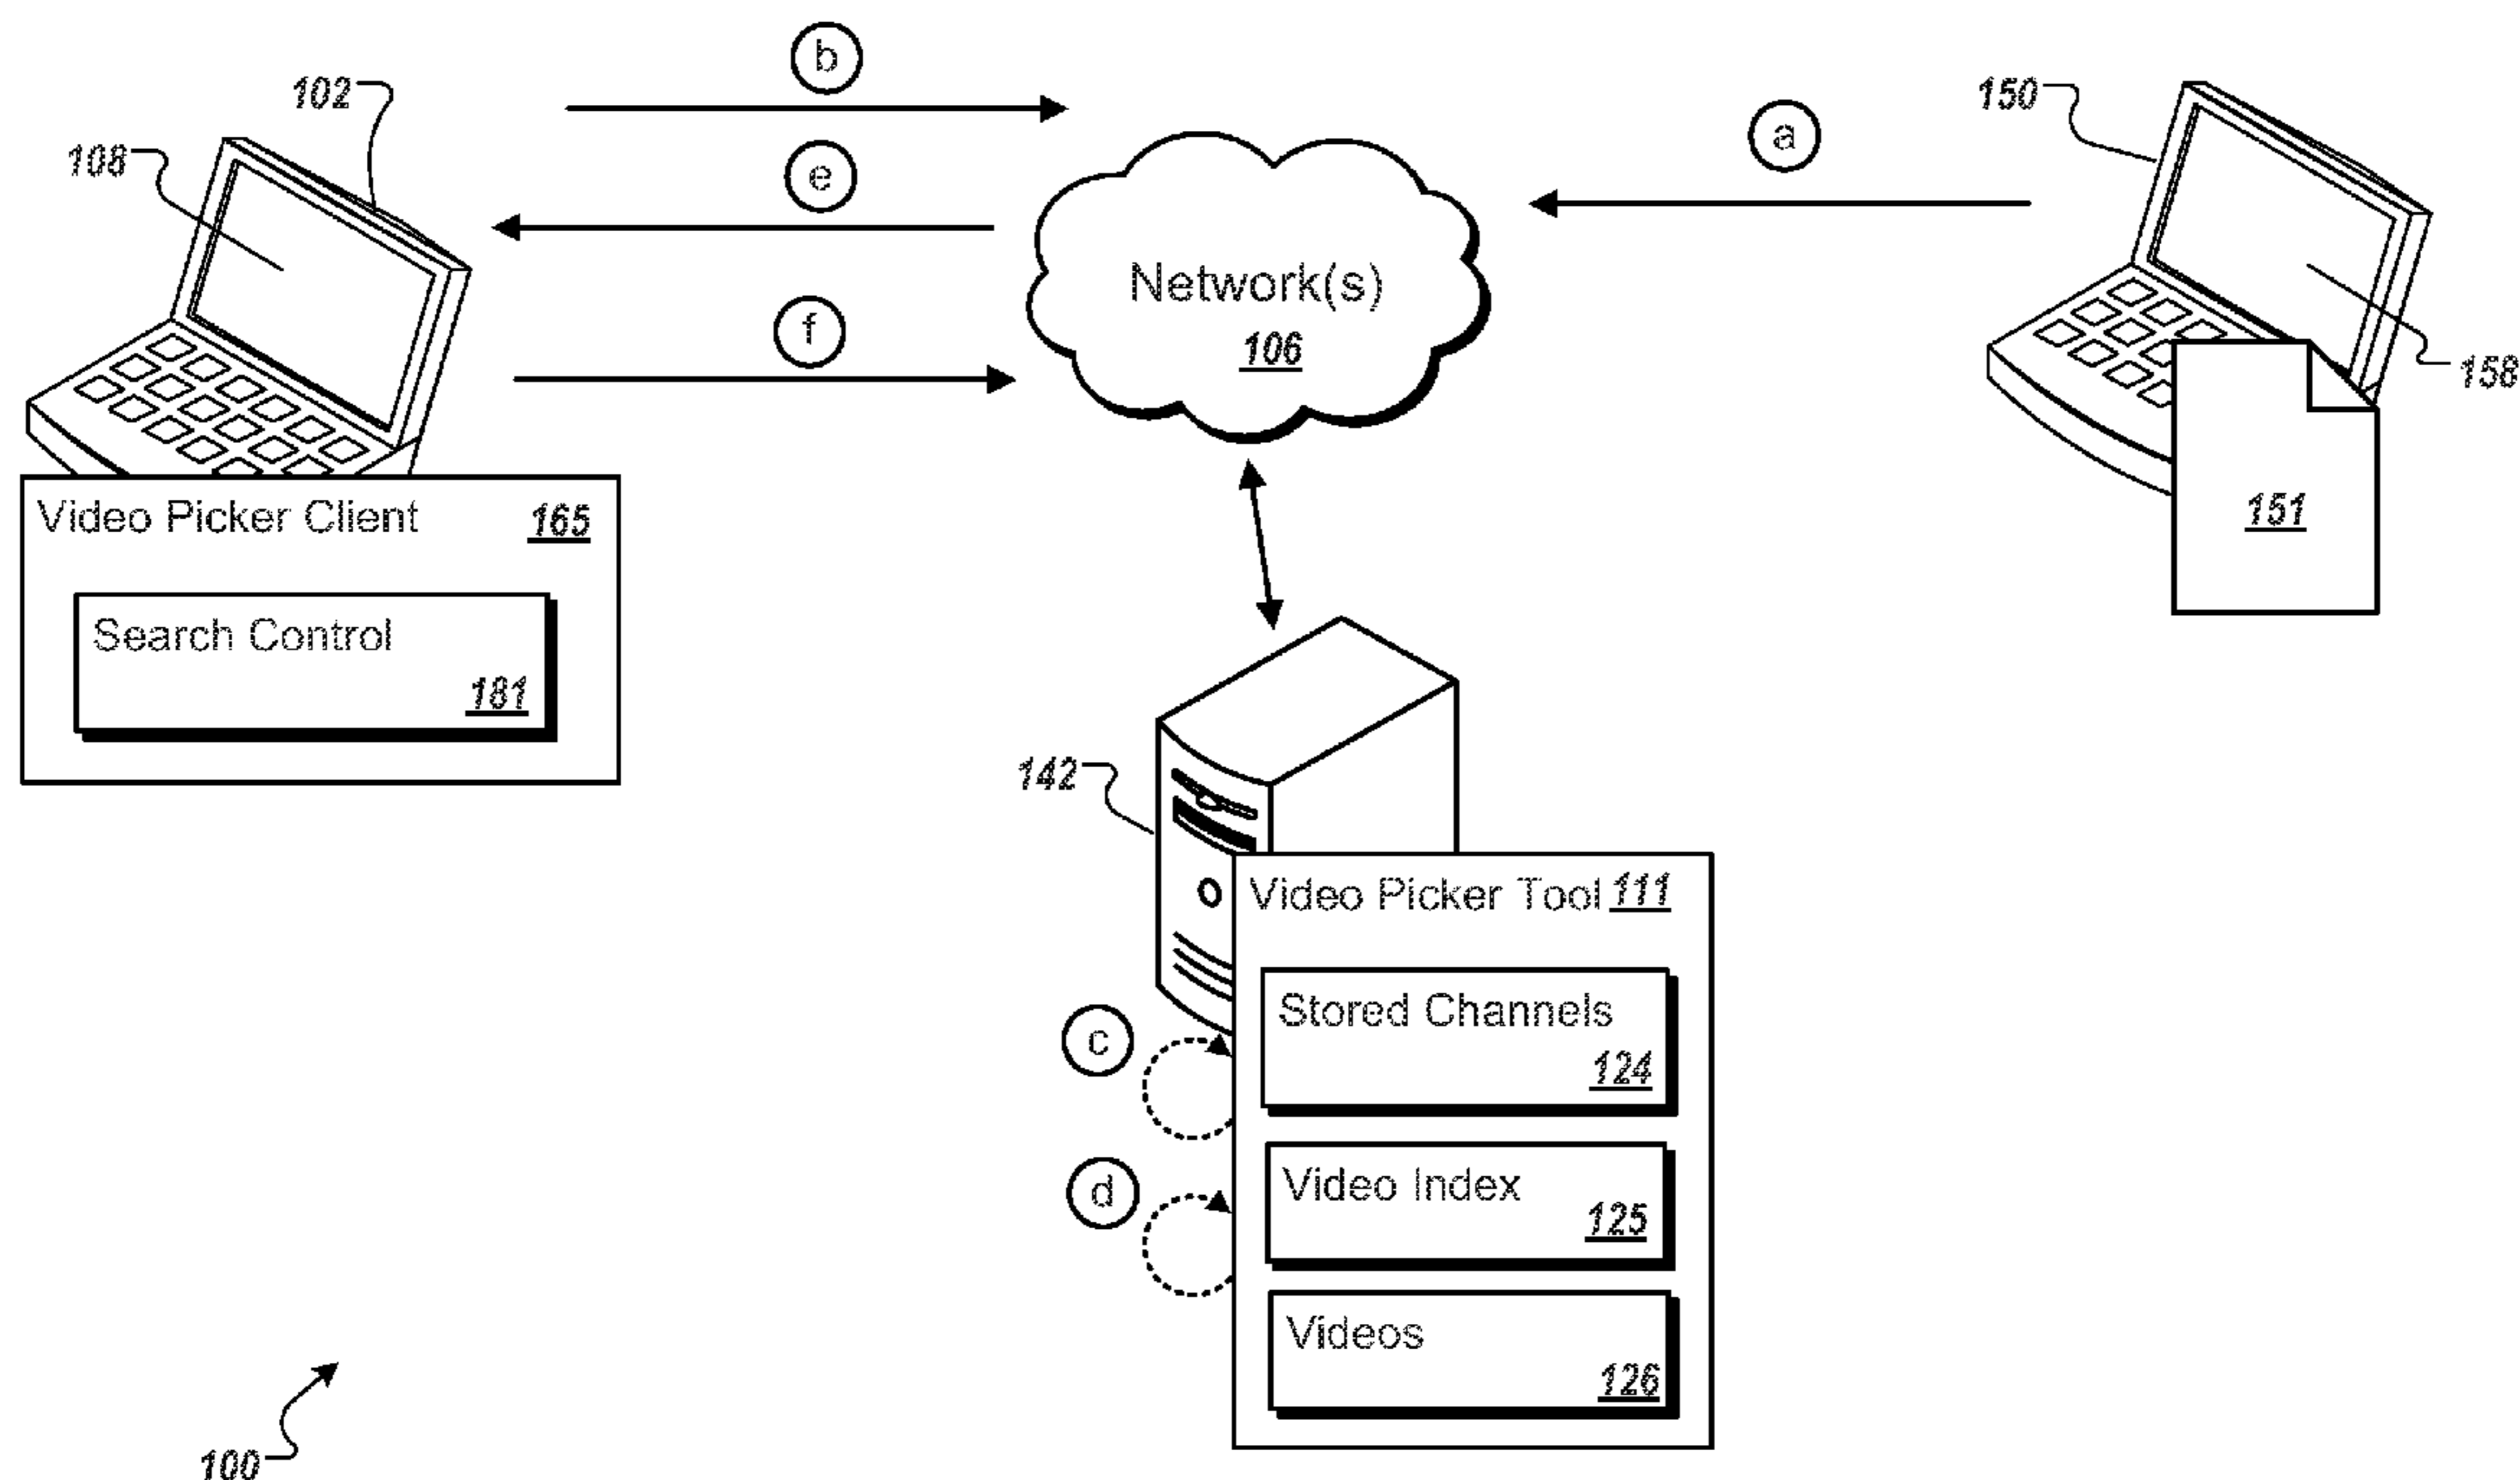 b
102
150
a
108
e
Network(s)
106
f
158
Video Picker Client 165
151
Search Control
181
142
Video Picker Tool 111
Stored Channels
124
c
Video Index
125
d
Videos
126
100